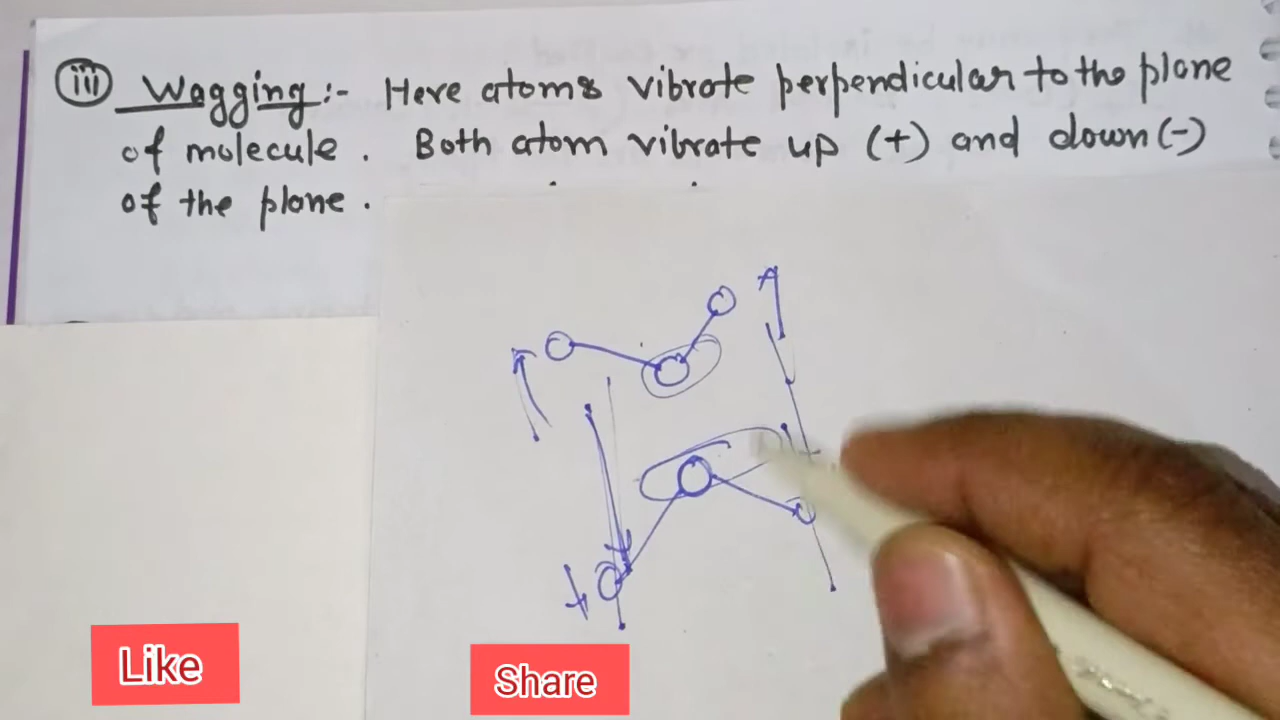 (iii) Wagging:- Here atoms vibrate perpendicular to the plane
of molecule. Both atom vibrate up (+) and down (-)
of the plane.
Like
Share